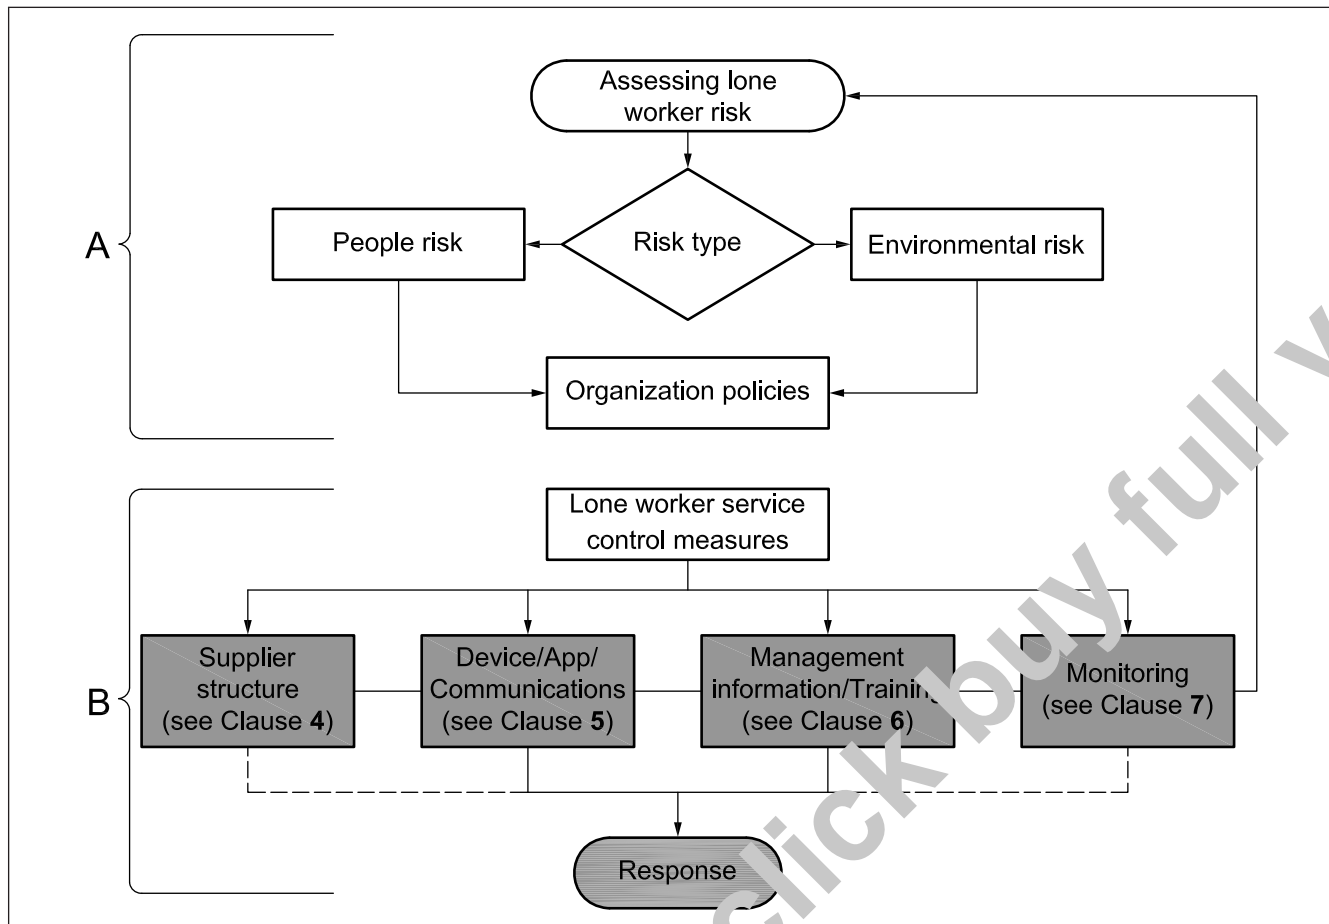 Assessing lone
worker risk
A
People risk
Risk type
Environmental risk
Organization policies
Lone worker service
control measures
B
Supplier
structure
(see Clause 4)
Device/App/
Communications
(see Clause 5)
Management
information/Training
(see Clause 6)
Monitoring
(see Clause 7)
Response
click buy full v